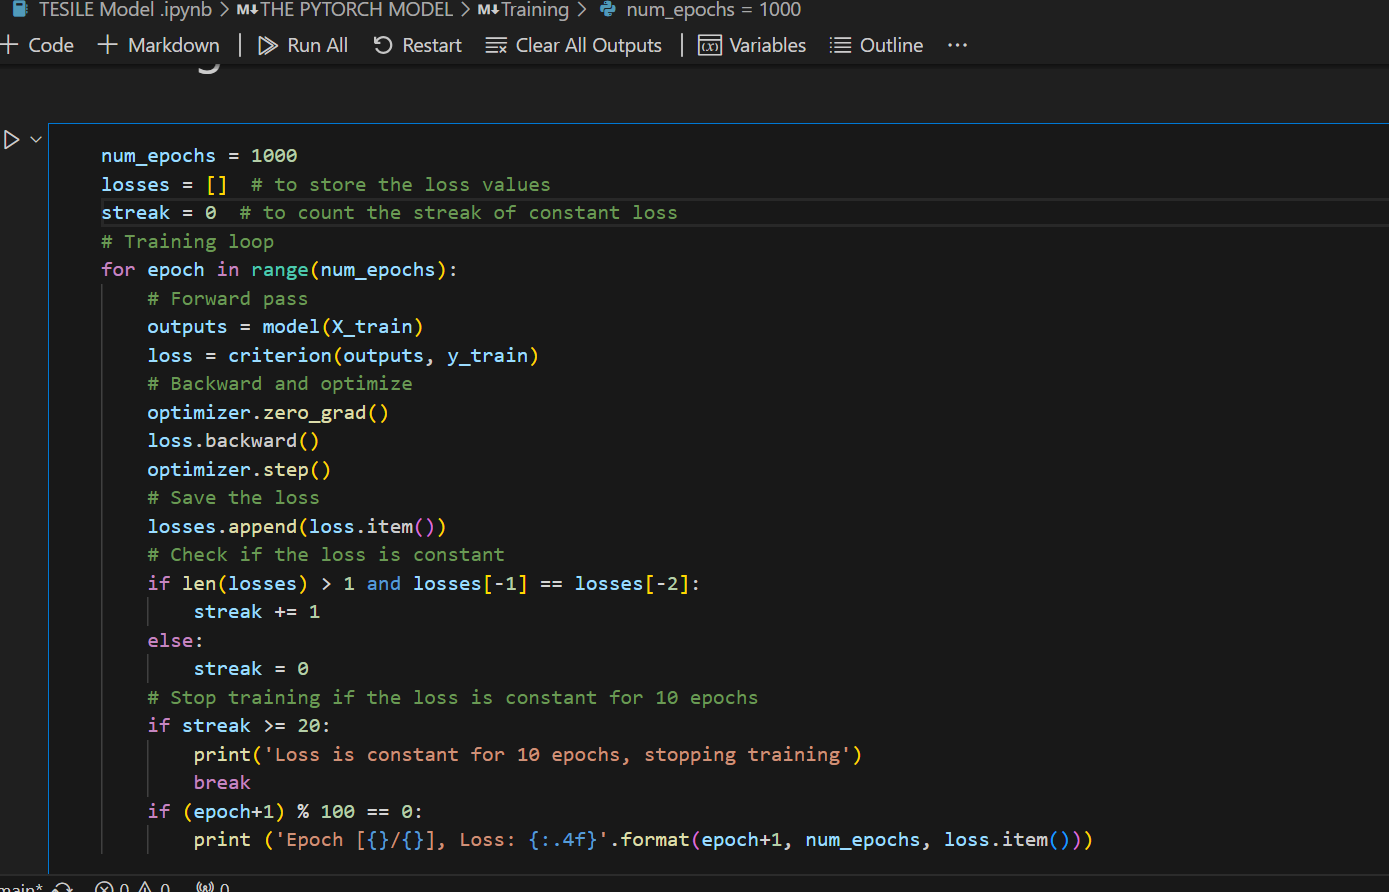 TESILE Model .ipynb > M↓THE PYTORCH MODEL > M↓Training > num_epochs = 1000
+ Code + Markdown | Run All Restart Clear All Outputs | Variables Outline ···
num_epochs = 1000
losses = [] # to store the loss values
streak = 0 # to count the streak of constant loss
# Training loop
for epoch in range(num_epochs):
    # Forward pass
    outputs = model(X_train)
    loss = criterion(outputs, y_train)
    # Backward and optimize
    optimizer.zero_grad()
    loss.backward()
    optimizer.step()
    # Save the loss
    losses.append(loss.item())
    # Check if the loss is constant
    if len(losses) > 1 and losses[-1] == losses[-2]:
        streak += 1
    else:
        streak = 0
    # Stop training if the loss is constant for 10 epochs
    if streak >= 20:
        print('Loss is constant for 10 epochs, stopping training')
        break
    if (epoch+1) % 100 == 0:
        print ('Epoch [{}/{}], Loss: {:.4f}'.format(epoch+1, num_epochs, loss.item()))
main* 0 0 0